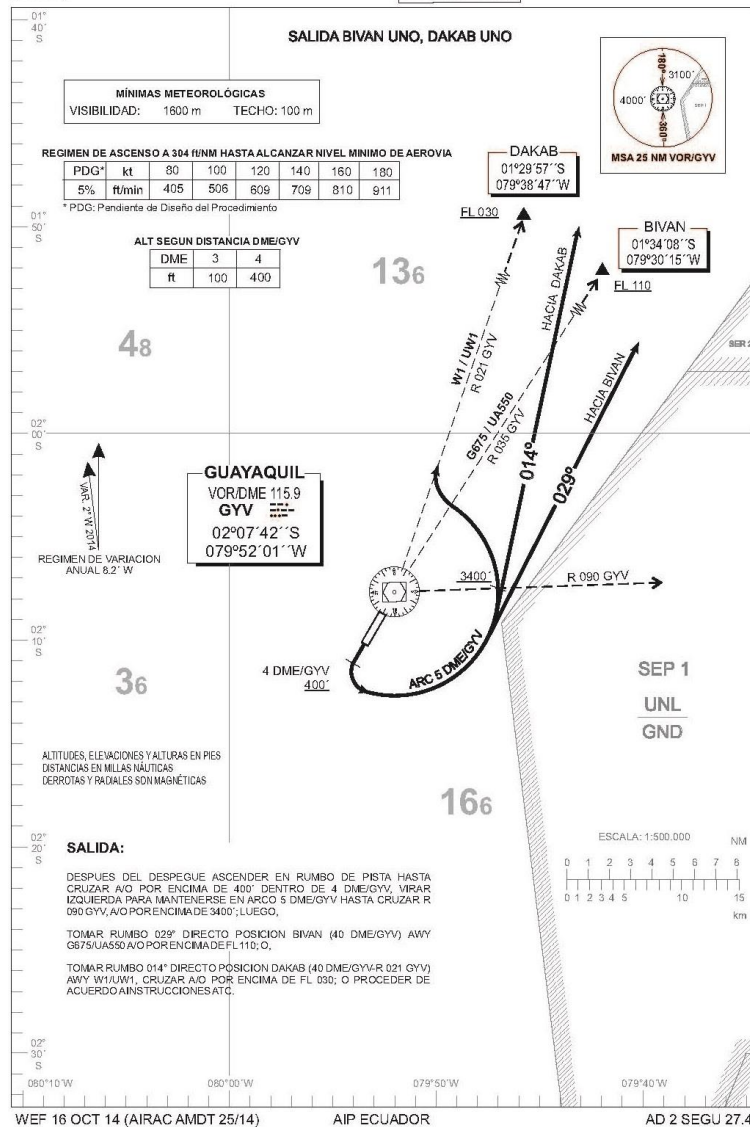 SALIDA BIVAN UNO, DAKAB UNO
MÍNIMAS METEOROLÓGICAS
VISIBILIDAD: 1600 m TECHO: 100 m
180°
3100´
4000´
360°
MSA 25 NM VOR/GYV
REGIMEN DE ASCENSO A 304 ft/NM HASTA ALCANZAR NIVEL MINIMO DE AEROVIA
PDG* kt 80 100 120 140 160 180
5% ft/min 405 506 609 709 810 911
* PDG: Pendiente de Diseño del Procedimiento
ALT SEGUN DISTANCIA DME/GYV
DME 3 4
ft 100 400
DAKAB
01°29´57´´S
079°38´47´´W
FL 030
BIVAN
01°34´08´´S
079°30´15´´W
FL 110
01°
40´
S
01°
50´
S
02°
00´
S
02°
10´
S
02°
20´
S
02°
30´
S
136
48
36
166
HACIA DAKAB
HACIA BIVAN
W1 / UW1
R 021 GYV
G675 / UA550
R 035 GYV
014°
029°
GUAYAQUIL
VOR/DME 115.9
GYV
02°07´42´´S
079°52´01´´W
VAR. 2° W 2014
REGIMEN DE VARIACION
ANUAL 8.2´ W
3400´
R 090 GYV
ARC 5 DME/GYV
4 DME/GYV
400´
SEP 1
UNL
GND
ALTITUDES, ELEVACIONES Y ALTURAS EN PIES
DISTANCIAS EN MILLAS NÁUTICAS
DERROTAS Y RADIALES SON MAGNÉTICAS
ESCALA: 1:500,000
NM
0 1 2 3 4 5 6 7 8
0 1 2 3 4 5 10 15
km
SALIDA:
DESPUES DEL DESPEGUE ASCENDER EN RUMBO DE PISTA HASTA
CRUZAR A/O POR ENCIMA DE 400´ DENTRO DE 4 DME/GYV, VIRAR
IZQUIERDA PARA MANTENERSE EN ARCO 5 DME/GYV HASTA CRUZAR R
090 GYV, A/O POR ENCIMA DE 3400´; LUEGO,
TOMAR RUMBO 029° DIRECTO POSICION BIVAN (40 DME/GYV) AWY
G675/UA550 A/O POR ENCIMA DE FL 110; O,
TOMAR RUMBO 014° DIRECTO POSICION DAKAB (40 DME/GYV-R 021 GYV)
AWY W1/UW1, CRUZAR A/O POR ENCIMA DE FL 030; O PROCEDER DE
ACUERDO A INSTRUCCIONES ATC.
080°10´W 080°00´W 079°50´W 079°40´W
WEF 16 OCT 14 (AIRAC AMDT 25/14) AIP ECUADOR AD 2 SEGU 27.4